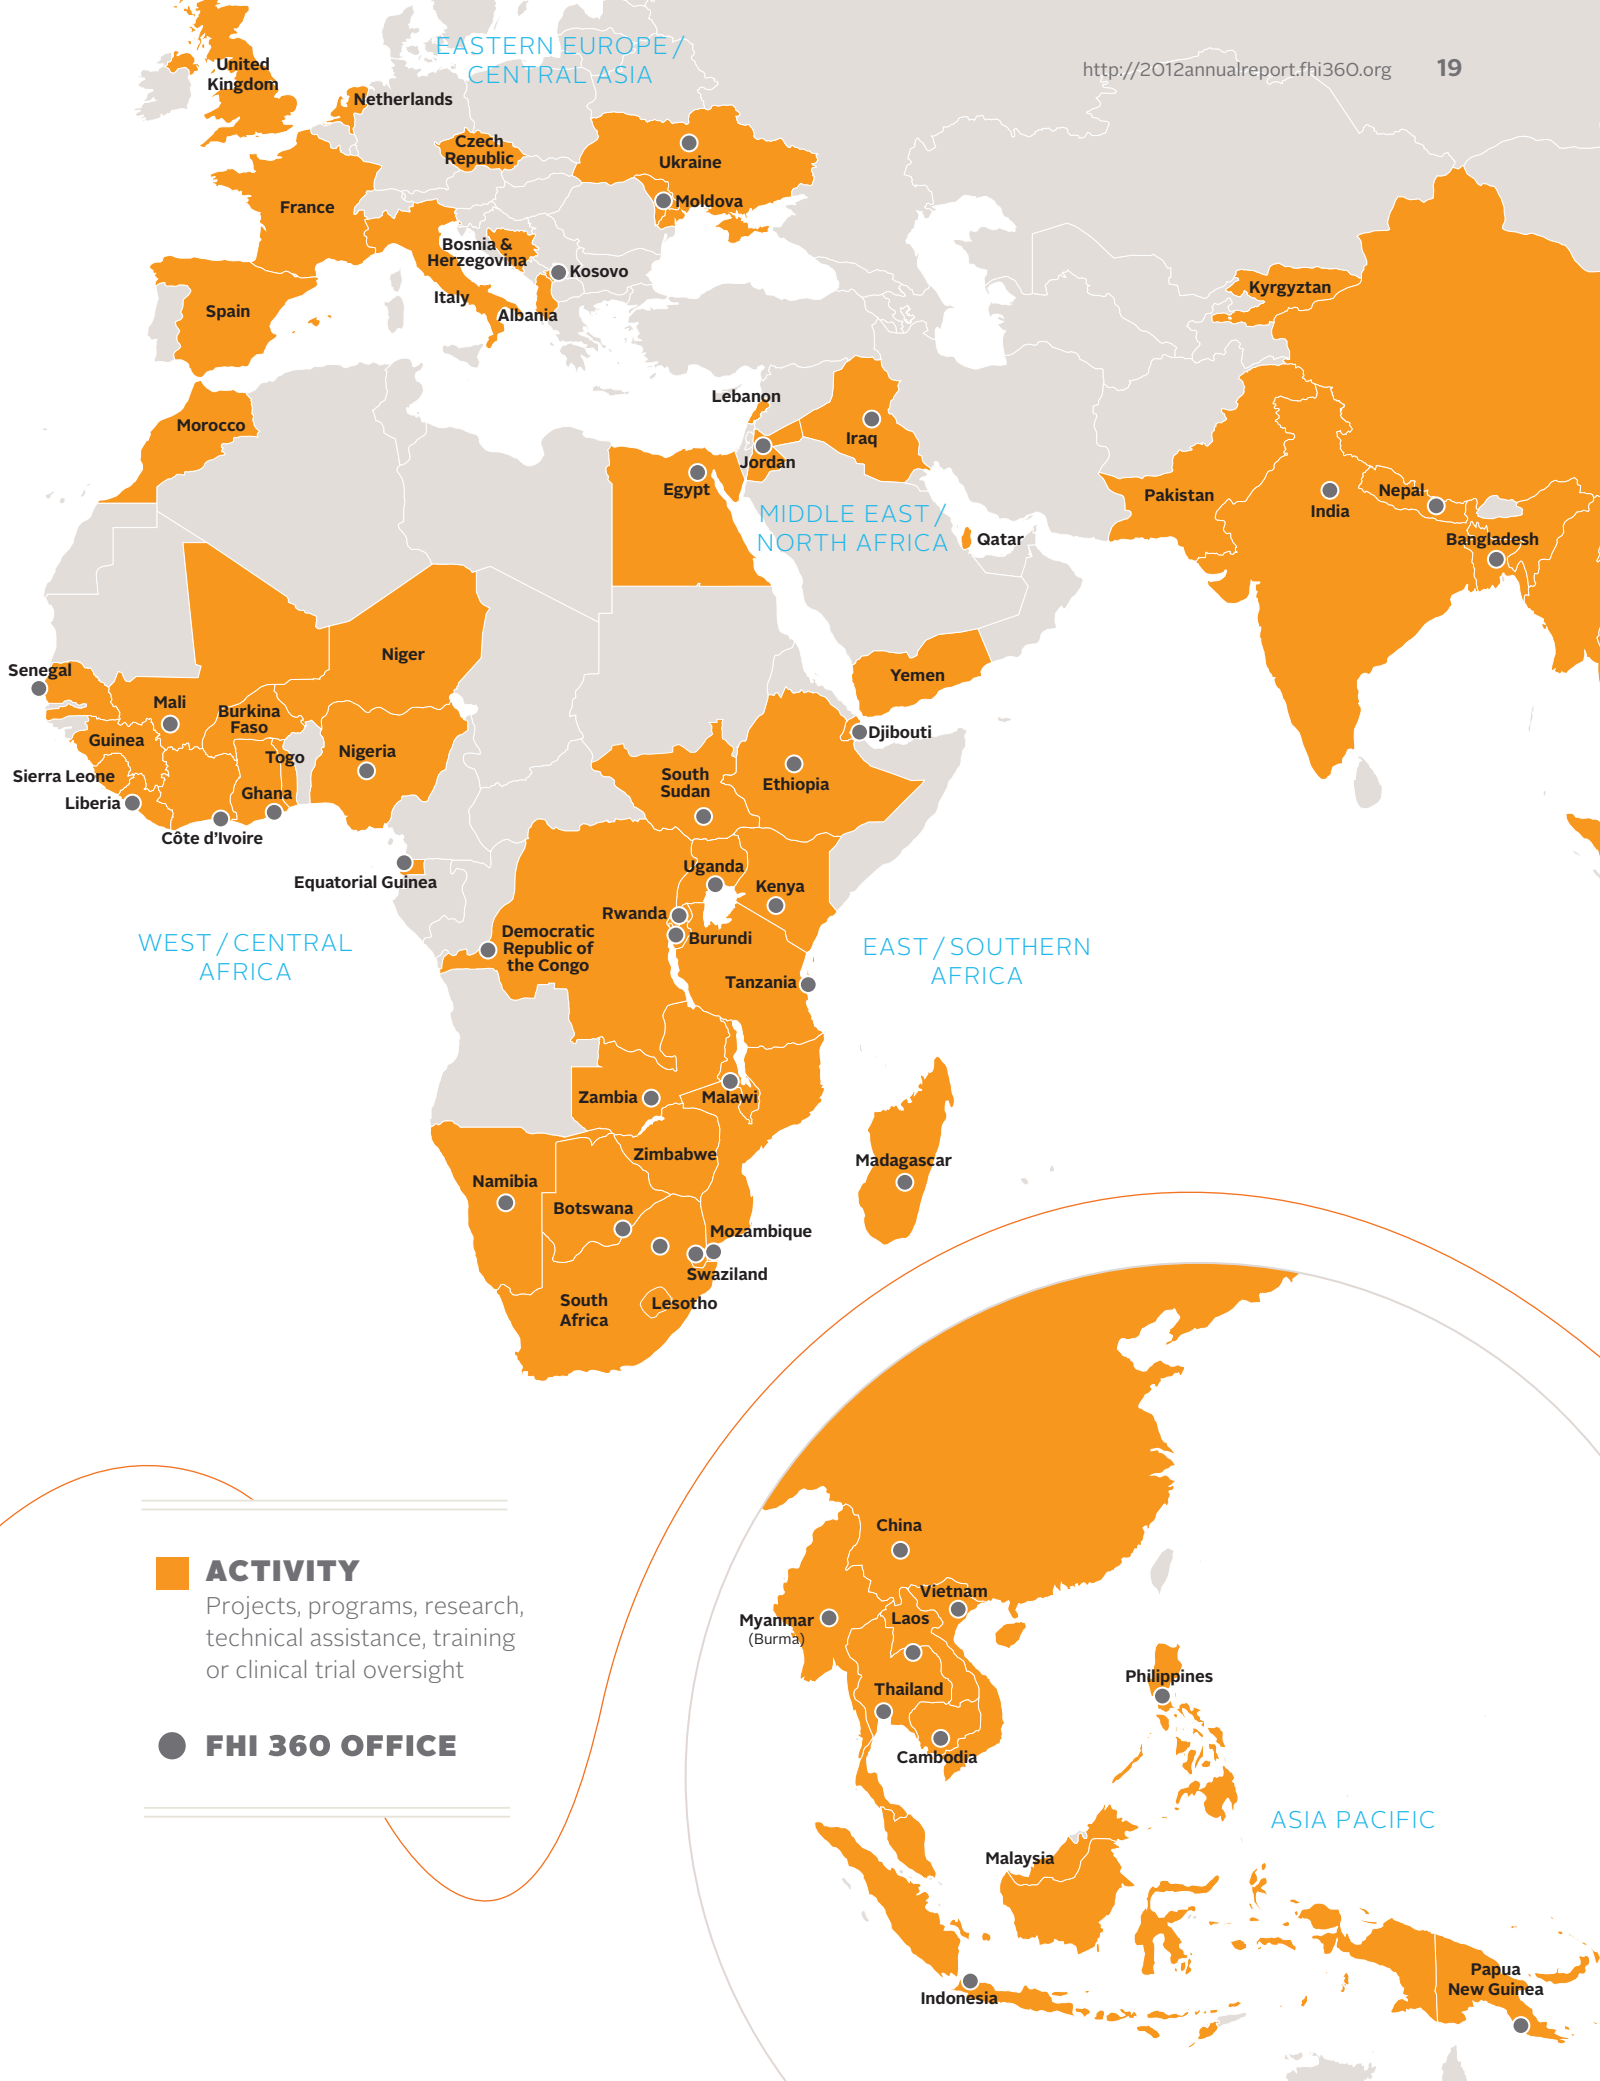 http://2012annualreport.fhi360.org
19
EASTERN EUROPE /
CENTRAL ASIA
United
Kingdom
Netherlands
Czech
Republic
Ukraine
Moldova
France
Bosnia &
Herzegovina
Kosovo
Italy
Albania
Spain
Kyrgyztan
Morocco
Lebanon
Iraq
Jordan
Egypt
MIDDLE EAST /
NORTH AFRICA
Qatar
Pakistan
India
Nepal
Bangladesh
Yemen
Djibouti
Senegal
Mali
Niger
Burkina
Faso
Guinea
Togo
Nigeria
Sierra Leone
Liberia
Ghana
Côte d’Ivoire
Equatorial Guinea
South
Sudan
Ethiopia
Uganda
Kenya
Rwanda
Burundi
Democratic
Republic of
the Congo
Tanzania
WEST / CENTRAL
AFRICA
EAST / SOUTHERN
AFRICA
Zambia
Malawi
Zimbabwe
Madagascar
Namibia
Botswana
Mozambique
Swaziland
South
Africa
Lesotho
ACTIVITY
Projects, programs, research,
technical assistance, training
or clinical trial oversight
FHI 360 OFFICE
China
Vietnam
Myanmar
(Burma)
Laos
Thailand
Cambodia
Philippines
ASIA PACIFIC
Malaysia
Indonesia
Papua
New Guinea